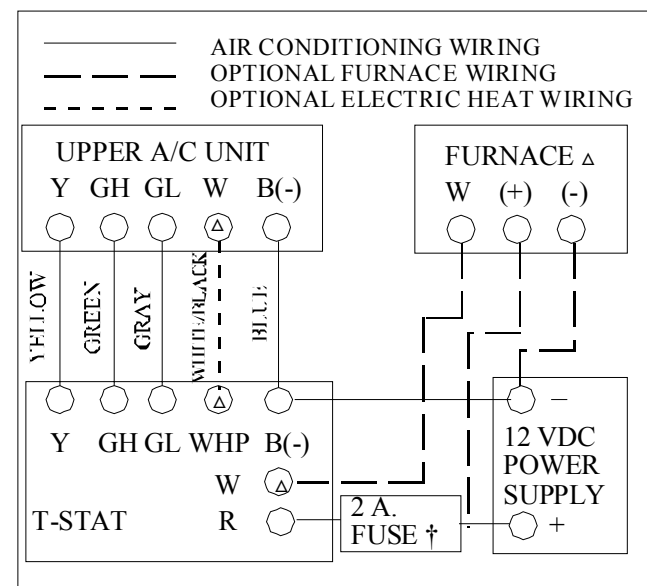 AIR CONDITIONING WIRING
OPTIONAL FURNACE WIRING
OPTIONAL ELECTRIC HEAT WIRING
UPPER A/C UNIT
Y GH GL W B(-)
FURNACE △
W (+) (-)
△
YELLOW
GREEN
GRAY
WHITE/BLACK
BLUE
△
Y GH GL WHP B(-)
W △
T-STAT R
2 A.
FUSE †
−
12 VDC
POWER
SUPPLY
+